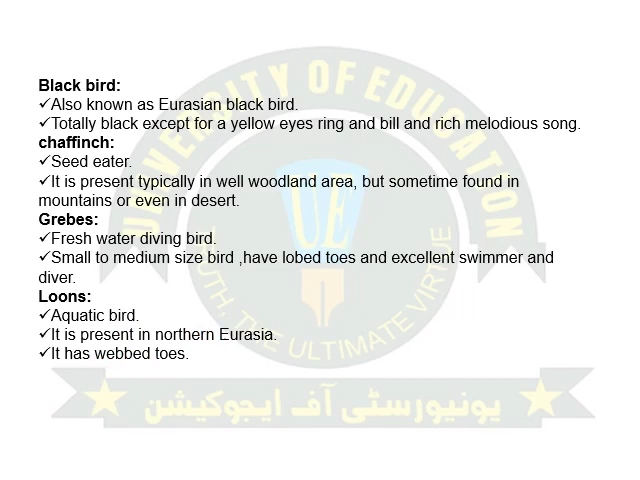 Black bird:
✓Also known as Eurasian black bird.
✓Totally black except for a yellow eyes ring and bill and rich melodious song.
chaffinch:
✓Seed eater.
✓It is present typically in well woodland area, but sometime found in
mountains or even in desert.
Grebes:
✓Fresh water diving bird.
✓Small to medium size bird ,have lobed toes and excellent swimmer and
diver.
Loons:
✓Aquatic bird.
✓It is present in northern Eurasia.
✓It has webbed toes.
UNIVERSITY OF EDUCATION
UE
TRUTH, THE ULTIMATE VIRTUE
یونیورسٹی آف ایجوکیشن